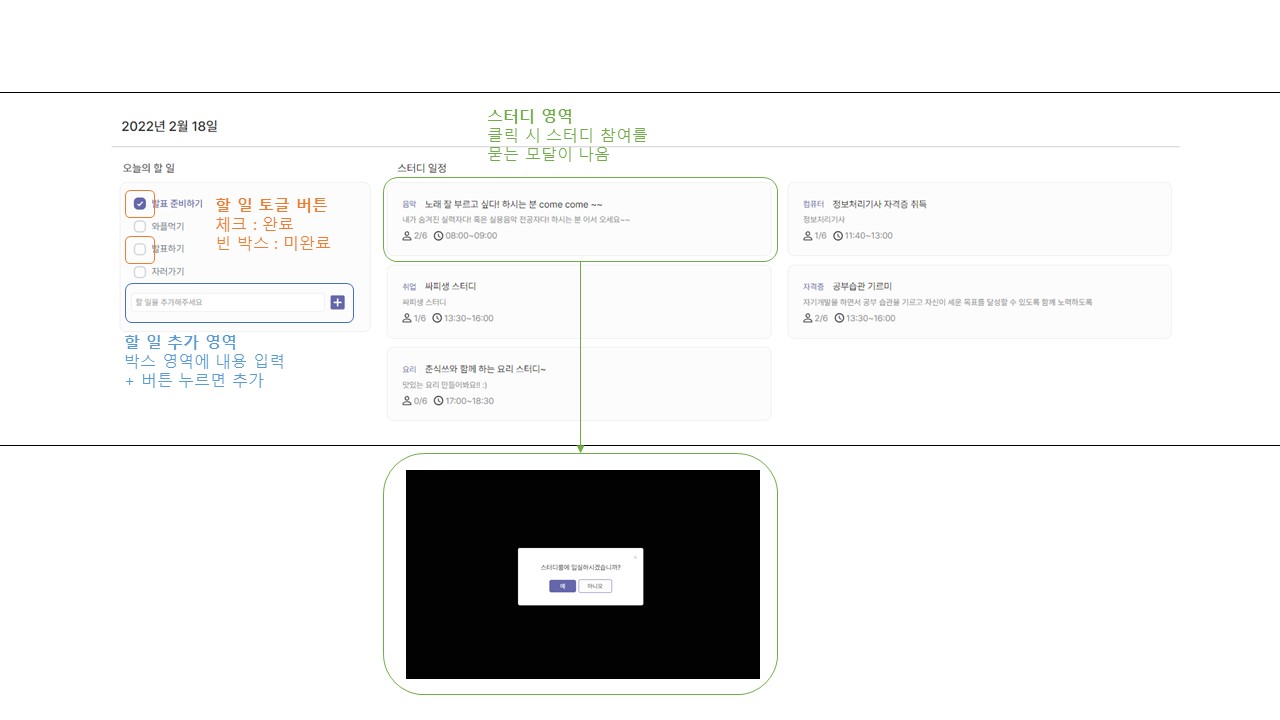 2022년 2월 18일
스터디 영역
클릭 시 스터디 참여를
묻는 모달이 나옴
오늘의 할 일
발표 준비하기
와플먹기
발표하기
자러가기
할 일을 추가해주세요
할 일 토글 버튼
체크 : 완료
빈 박스 : 미완료
할 일 추가 영역
박스 영역에 내용 입력
+ 버튼 누르면 추가
스터디 일정
음악 노래 잘 부르고 싶다! 하시는 분 come come ~~
내가 숨겨진 실력자다! 혹은 실용음악 전공자다! 하시는 분 어서 오세요~~
2/6 08:00~09:00
컴퓨터 정보처리기사 자격증 취득
정보처리기사
1/6 11:40~13:00
취업 싸피생 스터디
싸피생 스터디
1/6 13:30~16:00
자격증 공부습관 기르미
자기개발을 하면서 공부 습관을 기르고 자신이 세운 목표를 달성할 수 있도록 함께 노력하도록
2/6 13:30~16:00
요리 춘식쓰와 함께 하는 요리 스터디~
맛있는 요리 만들어봐요!! :)
0/6 17:00~18:30
스터디룸에 입실하시겠습니까?
예 아니오